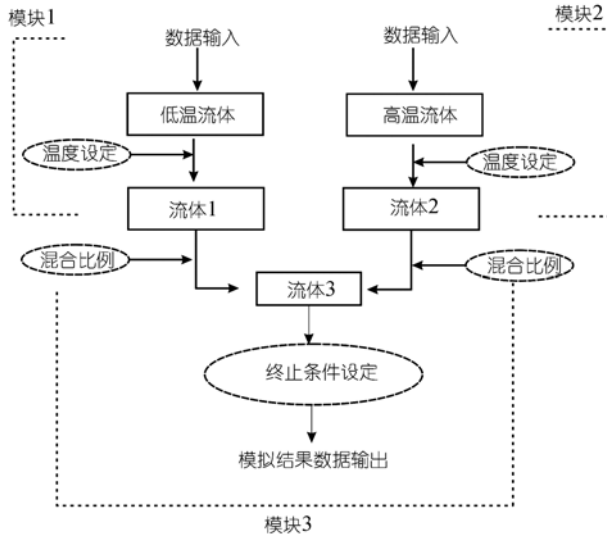 模块1
模块2
数据输入
数据输入
低温流体
高温流体
温度设定
温度设定
流体1
流体2
混合比例
混合比例
流体3
终止条件设定
模拟结果数据输出
模块3